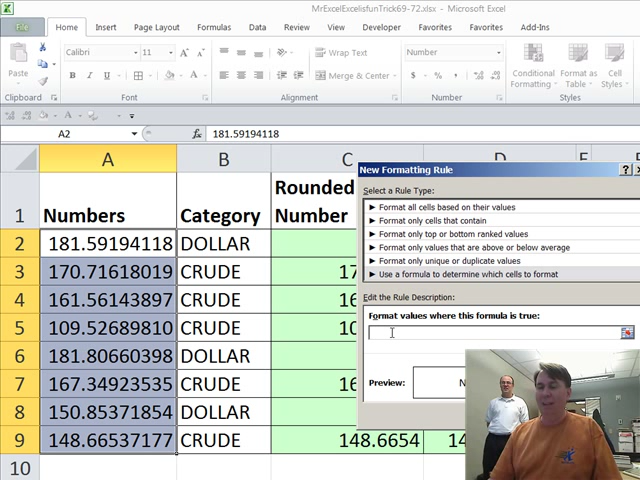 MrExcelExcelisfunTrick69-72.xlsx - Microsoft Excel
File Home Insert Page Layout Formulas Data Review View Developer Favorites Favorites Add-Ins
Paste Calibri 11 Wrap Text Number Conditional Formatting Format as Table Cell Styles
B I U Merge & Center $ % ,
Clipboard Font Alignment Number Styles
A2 fx 181.59194118
A B C D E F
1 Numbers Category Rounded Number
2 181.59194118 DOLLAR
3 170.71618019 CRUDE 17
4 161.56143897 CRUDE 16
5 109.52689810 CRUDE 10
6 181.80660398 DOLLAR
7 167.34923535 CRUDE 16
8 150.85371854 DOLLAR
9 148.66537177 CRUDE 148.6654 14
10
New Formatting Rule
Select a Rule Type:
► Format all cells based on their values
► Format only cells that contain
► Format only top or bottom ranked values
► Format only values that are above or below average
► Format only unique or duplicate values
► Use a formula to determine which cells to format
Edit the Rule Description:
Format values where this formula is true:
Preview: N